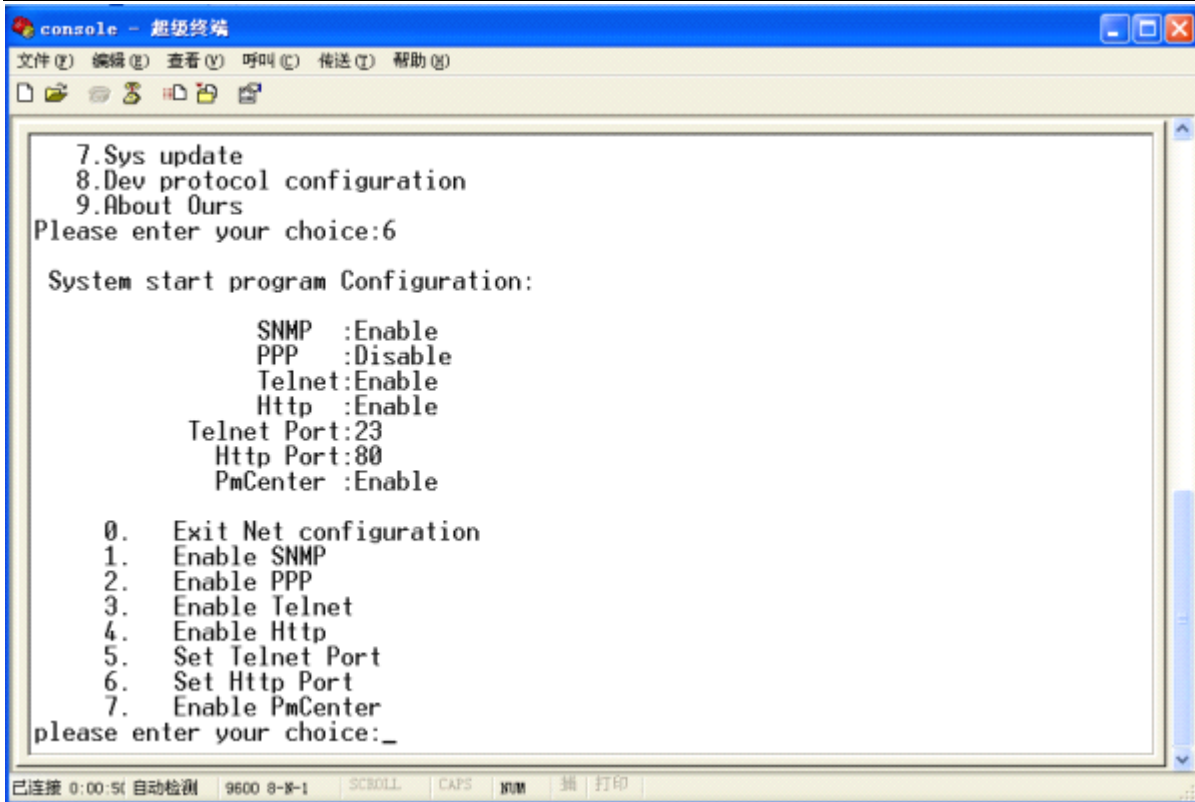 console - 超级终端
文件(F) 编辑(E) 查看(V) 呼叫(C) 传送(T) 帮助(H)
7.Sys update
8.Dev protocol configuration
9.About Ours
Please enter your choice:6
System start program Configuration:
SNMP :Enable
PPP :Disable
Telnet:Enable
Http :Enable
Telnet Port:23
Http Port:80
PmCenter :Enable
0. Exit Net configuration
1. Enable SNMP
2. Enable PPP
3. Enable Telnet
4. Enable Http
5. Set Telnet Port
6. Set Http Port
7. Enable PmCenter
please enter your choice:_
已连接 0:00:5( 自动检测 9600 8-N-1 SCROLL CAPS NUM 捕 打印